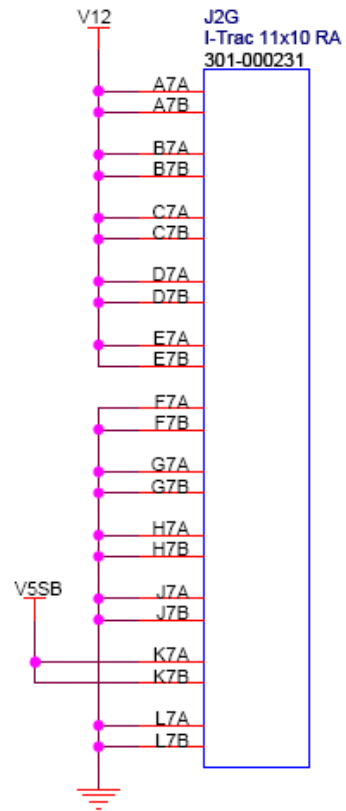 V12
J2G
I-Trac 11x10 RA
301-000231
A7A
A7B
B7A
B7B
C7A
C7B
D7A
D7B
E7A
E7B
F7A
F7B
G7A
G7B
H7A
H7B
V5SB
J7A
J7B
K7A
K7B
L7A
L7B